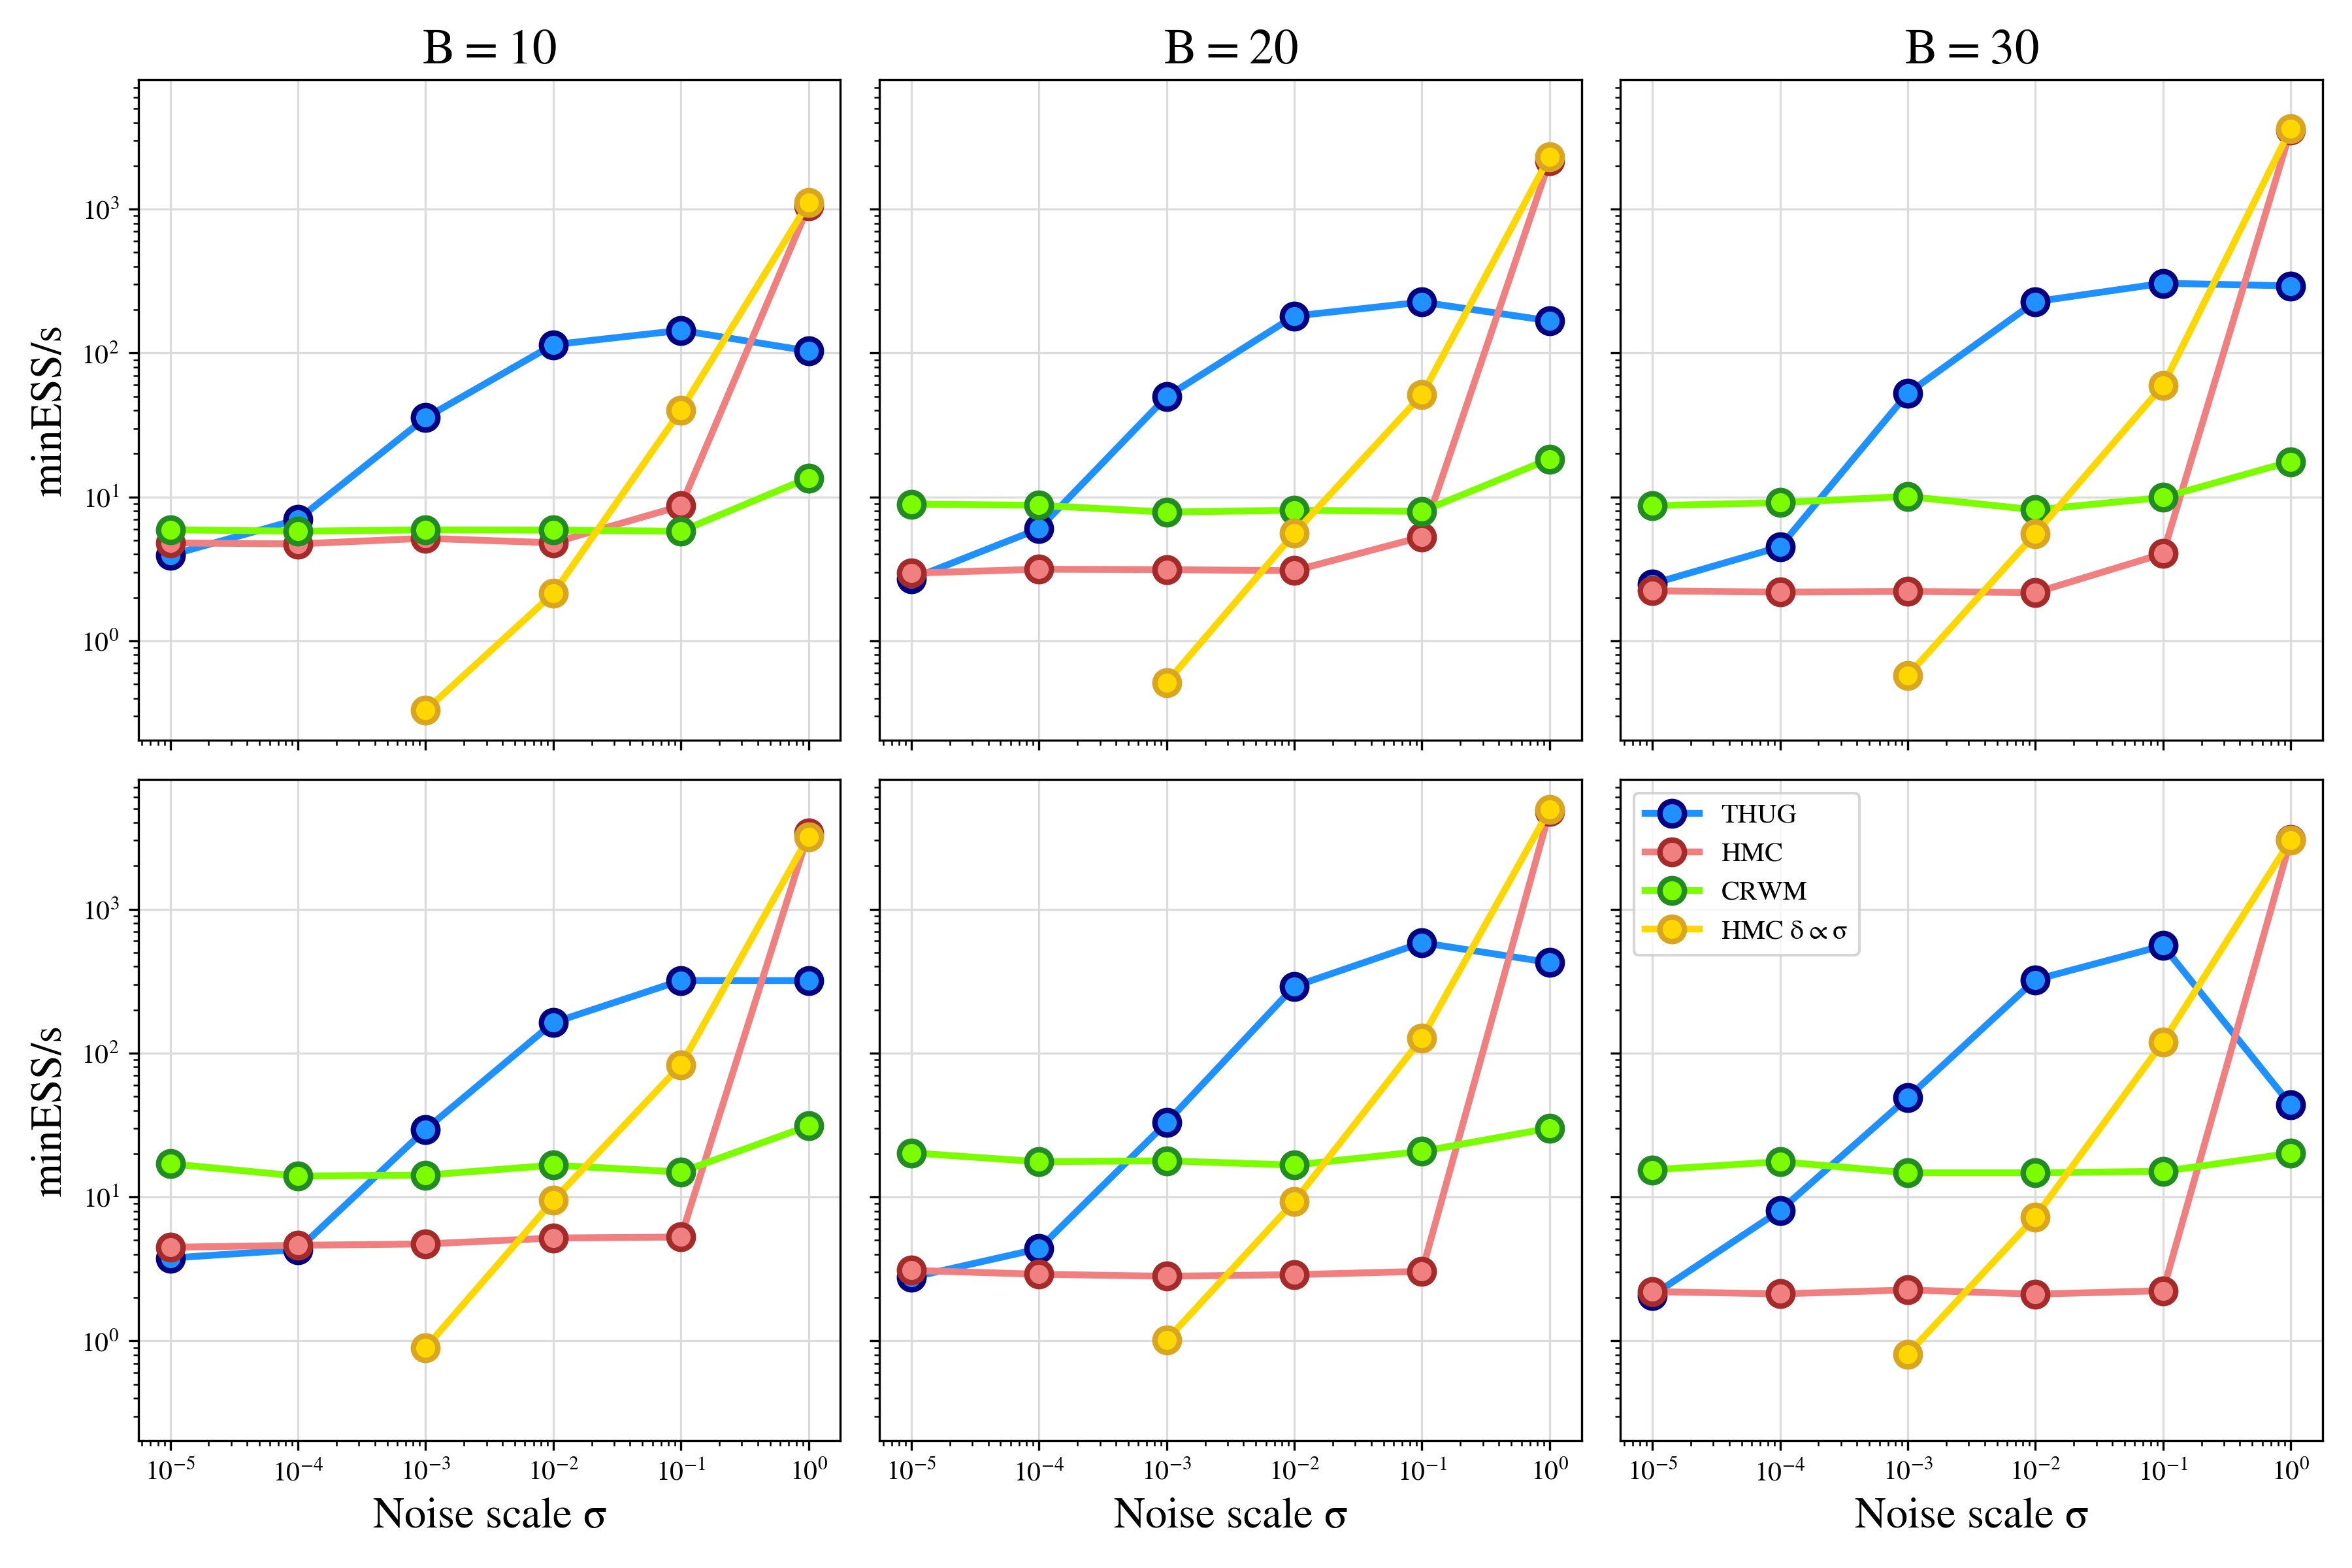 B = 10
B = 20
B = 30
minESS/s
10³
10²
10¹
10⁰
minESS/s
10³
10²
10¹
10⁰
THUG
HMC
CRWM
HMC δ ∝ σ
10⁻⁵ 10⁻⁴ 10⁻³ 10⁻² 10⁻¹ 10⁰
10⁻⁵ 10⁻⁴ 10⁻³ 10⁻² 10⁻¹ 10⁰
10⁻⁵ 10⁻⁴ 10⁻³ 10⁻² 10⁻¹ 10⁰
Noise scale σ
Noise scale σ
Noise scale σ